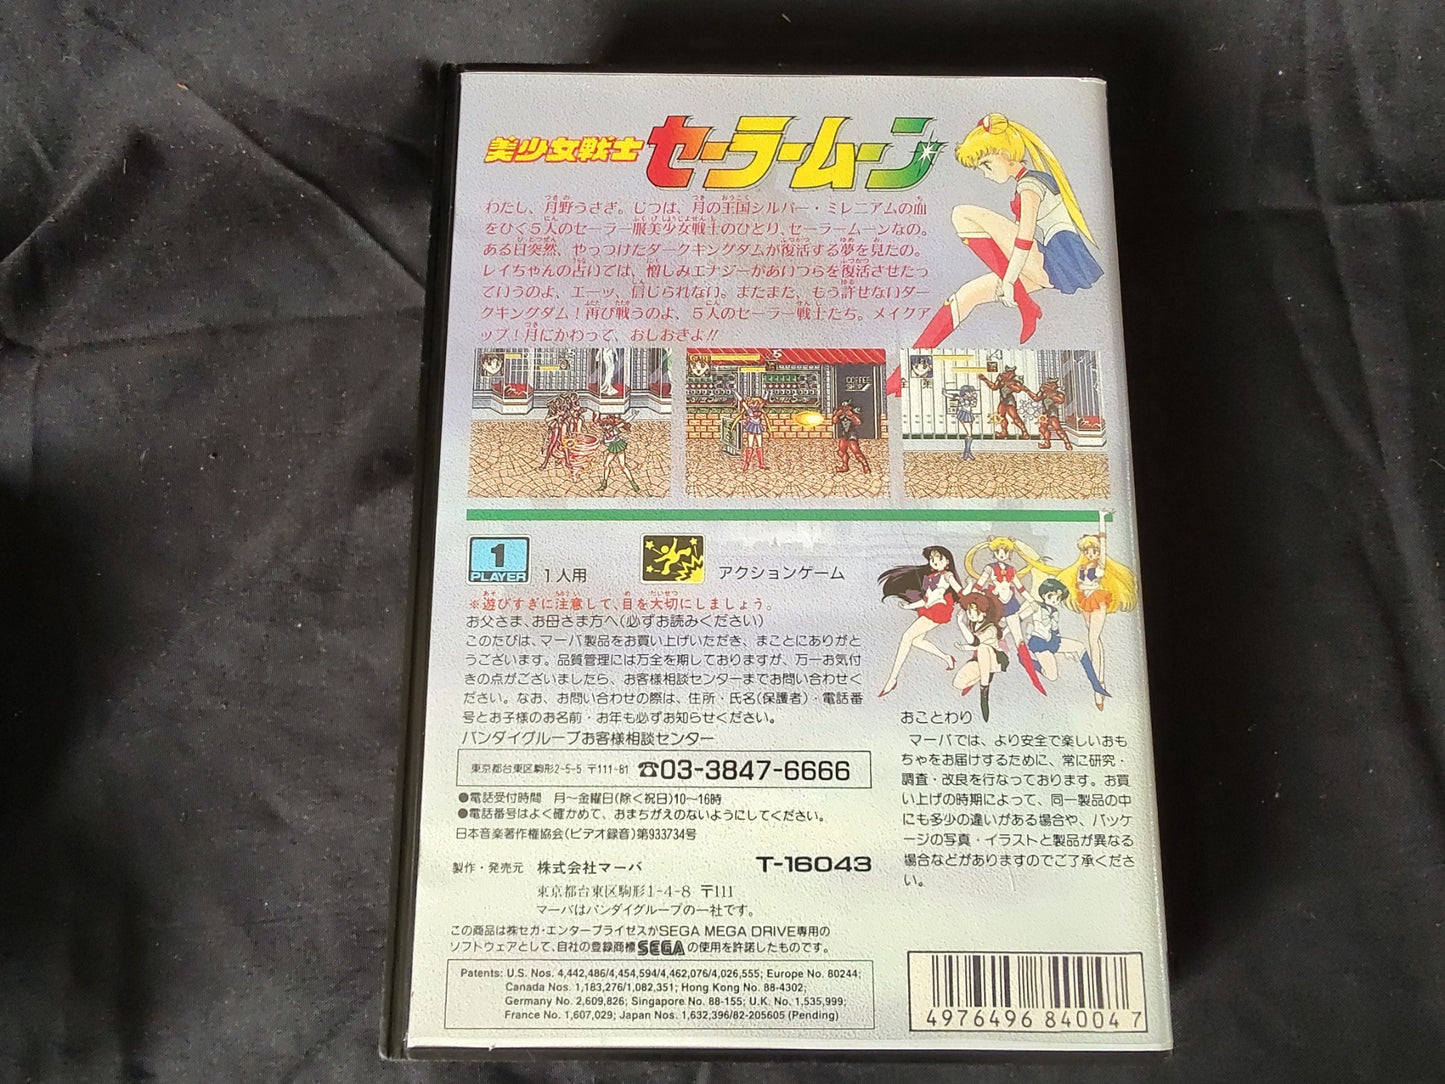 美少女戦士 セーラームーン
わたし、月野うさぎ。じつは、月の王国シルバー・ミレニアムの血
をひく5人のセーラー服美少女戦士のひとり、セーラームーンなの。
ある日突然、やっつけたダークキングダムが復活する夢を見たの。
レイちゃんの占いでは、憎しみエナジーがあいつらを復活させたっ
ていうのよ、エーッ、信じられない。またまた、もう許せないダー
クキングダム！再び戦うのよ、5人のセーラー戦士たち。メイクア
ップ！月にかわって、おしおきよ!!
COFFEE
SHOP
1
PLAYER
1人用
アクションゲーム
※遊びすぎに注意して、目を大切にしましょう。
お父さま、お母さま方へ(必ずお読みください)
このたびは、マーバ製品をお買い上げいただき、まことにありがと
うございます。品質管理には万全を期しておりますが、万一お気付
きの点がございましたら、お客様相談センターまでお問い合わせく
ださい。なお、お問い合わせの際は、住所・氏名(保護者)・電話番
号とお子様のお名前・お年も必ずお知らせください。
バンダイグループお客様相談センター
東京都台東区駒形2-5-5 〒111-81 ☎03-3847-6666
●電話受付時間 月〜金曜日(除く祝日)10〜16時
●電話番号はよく確かめて、おまちがえのないようにしてください。
日本音楽著作権協会(ビデオ録音)第933734号
製作・発売元 株式会社マーバ T-16043
東京都台東区駒形1-4-8 〒111
マーバはバンダイグループの一社です。
この商品は㈱セガ・エンタープライゼスがSEGA MEGA DRIVE専用の
ソフトウェアとして、自社の登録商標SEGAの使用を許諾したものです。
Patents: U.S. Nos. 4,442,486/4,454,594/4,462,076/4,026,555; Europe No. 80244;
Canada Nos. 1,183,276/1,082,351; Hong Kong No. 88-4302;
Germany No. 2,609,826; Singapore No. 88-155; U.K. No. 1,535,999;
France No. 1,607,029; Japan Nos. 1,632,396/82-205605 (Pending)
おことわり
マーバでは、より安全で楽しいおも
ちゃをお届けするために、常に研究・
調査・改良を行なっております。お買
い上げの時期によって、同一製品の中
にも多少の違いがある場合や、パッケ
ージの写真・イラストと製品が異なる
場合などがありますのでご了承くださ
い。
4976496 840047